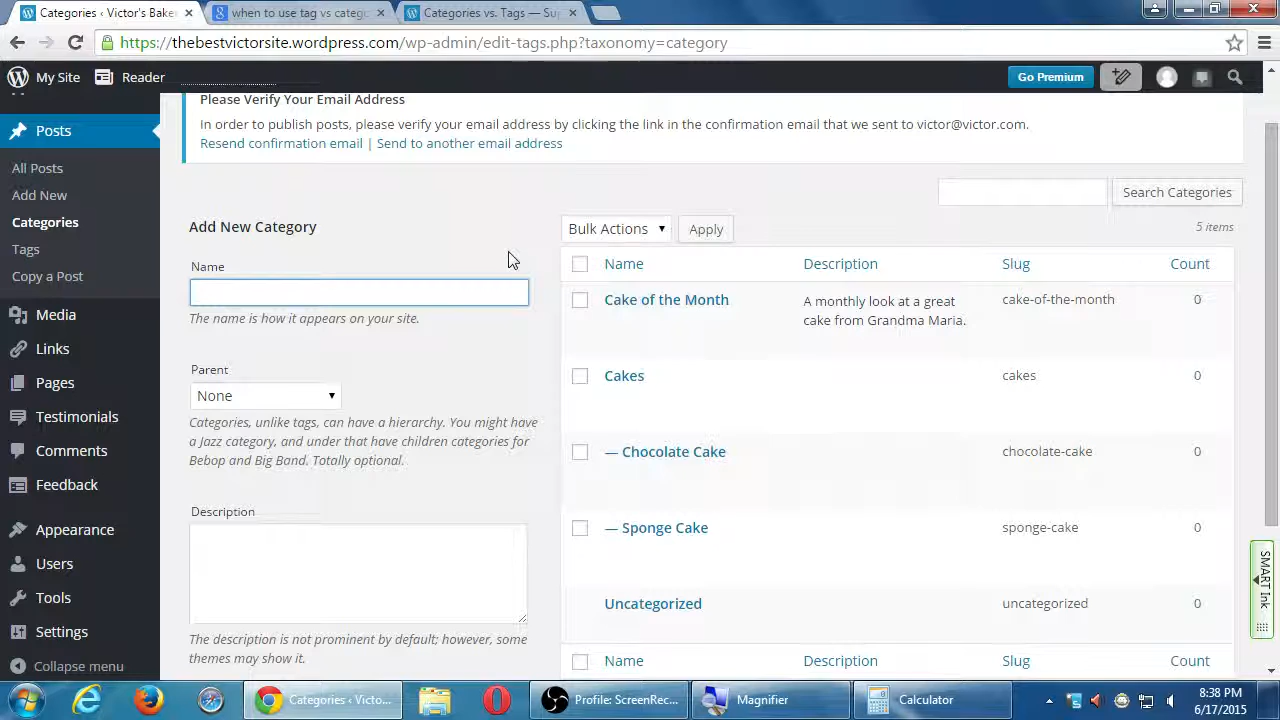 Categories ‹ Victor's Bake
when to use tag vs catego
Categories vs. Tags — Sup
https://thebestvictorsite.wordpress.com/wp-admin/edit-tags.php?taxonomy=category
My Site
Reader
Go Premium
Please Verify Your Email Address
In order to publish posts, please verify your email address by clicking the link in the confirmation email that we sent to victor@victor.com.
Resend confirmation email | Send to another email address
Posts
All Posts
Add New
Categories
Tags
Copy a Post
Media
Links
Pages
Testimonials
Comments
Feedback
Appearance
Users
Tools
Settings
Collapse menu
Search Categories
Add New Category
Name
The name is how it appears on your site.
Parent
None
Categories, unlike tags, can have a hierarchy. You might have
a Jazz category, and under that have children categories for
Bebop and Big Band. Totally optional.
Description
The description is not prominent by default; however, some
themes may show it.
Bulk Actions
Apply
5 items
Name Description Slug Count
Cake of the Month A monthly look at a great cake-of-the-month 0
cake from Grandma Maria.
Cakes cakes 0
— Chocolate Cake chocolate-cake 0
— Sponge Cake sponge-cake 0
Uncategorized uncategorized 0
Name Description Slug Count
SMART Ink
Categories ‹ Victo...
Profile: ScreenRec...
Magnifier
Calculator
8:38 PM
6/17/2015